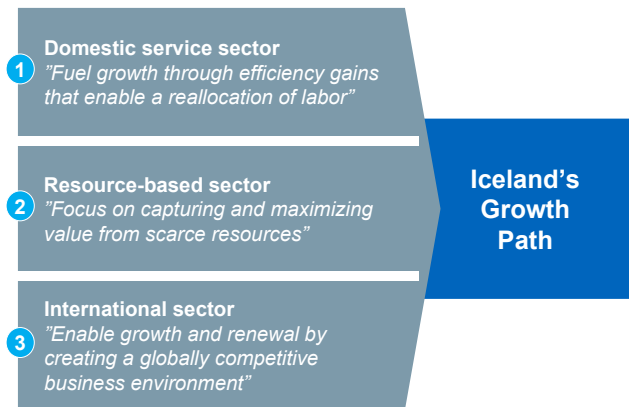 1
Domestic service sector
”Fuel growth through efficiency gains
that enable a reallocation of labor”
2
Resource-based sector
”Focus on capturing and maximizing
value from scarce resources”
3
International sector
”Enable growth and renewal by
creating a globally competitive
business environment”
Iceland’s
Growth
Path